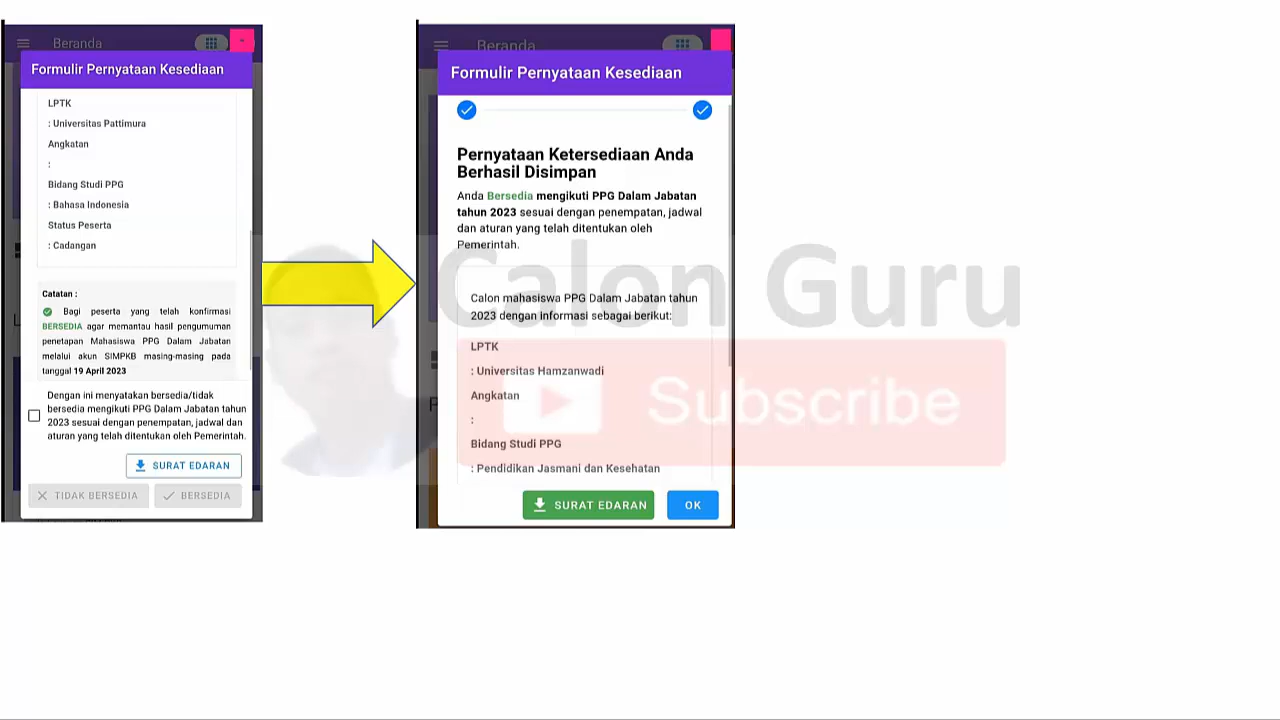 Beranda
Formulir Pernyataan Kesediaan
LPTK
: Universitas Pattimura
Angkatan
:
Bidang Studi PPG
: Bahasa Indonesia
Status Peserta
: Cadangan
Catatan :
Bagi peserta yang telah konfirmasi
BERSEDIA agar memantau hasil pengumuman
penetapan Mahasiswa PPG Dalam Jabatan
melalui akun SIMPKB masing-masing pada
tanggal 19 April 2023
Dengan ini menyatakan bersedia/tidak
bersedia mengikuti PPG Dalam Jabatan tahun
2023 sesuai dengan penempatan, jadwal dan
aturan yang telah ditentukan oleh Pemerintah.
SURAT EDARAN
TIDAK BERSEDIA
BERSEDIA
Beranda
Formulir Pernyataan Kesediaan
Pernyataan Ketersediaan Anda
Berhasil Disimpan
Anda Bersedia mengikuti PPG Dalam Jabatan
tahun 2023 sesuai dengan penempatan, jadwal
dan aturan yang telah ditentukan oleh
Pemerintah.
Calon mahasiswa PPG Dalam Jabatan tahun
2023 dengan informasi sebagai berikut:
LPTK
: Universitas Hamzanwadi
Angkatan
:
Bidang Studi PPG
: Pendidikan Jasmani dan Kesehatan
SURAT EDARAN
OK
Calon Guru
Subscribe